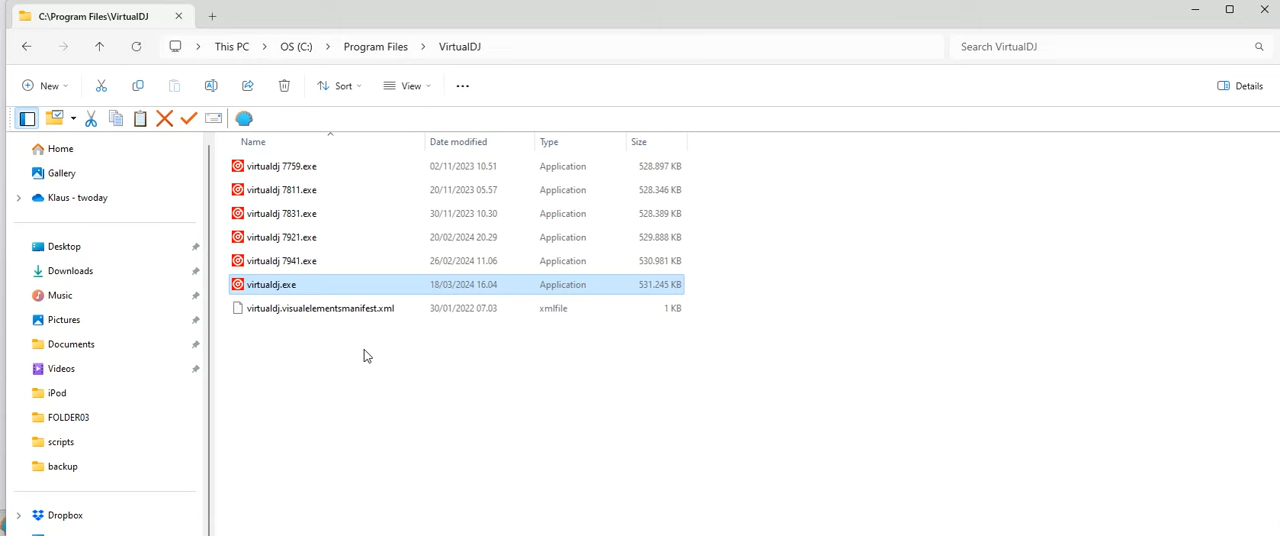 C:\Program Files\VirtualDJ
This PC > OS (C:) > Program Files > VirtualDJ
Search VirtualDJ
New
Sort
View
Details
Name Date modified Type Size
virtualdj 7759.exe 02/11/2023 10.51 Application 528.897 KB
virtualdj 7811.exe 20/11/2023 05.57 Application 528.346 KB
virtualdj 7831.exe 30/11/2023 10.30 Application 528.389 KB
virtualdj 7921.exe 20/02/2024 20.29 Application 529.888 KB
virtualdj 7941.exe 26/02/2024 11.06 Application 530.981 KB
virtualdj.exe 18/03/2024 16.04 Application 531.245 KB
virtualdj.visualelementsmanifest.xml 30/01/2022 07.03 xmlfile 1 KB
Home
Gallery
Klaus - twoday
Desktop
Downloads
Music
Pictures
Documents
Videos
iPod
FOLDER03
scripts
backup
Dropbox